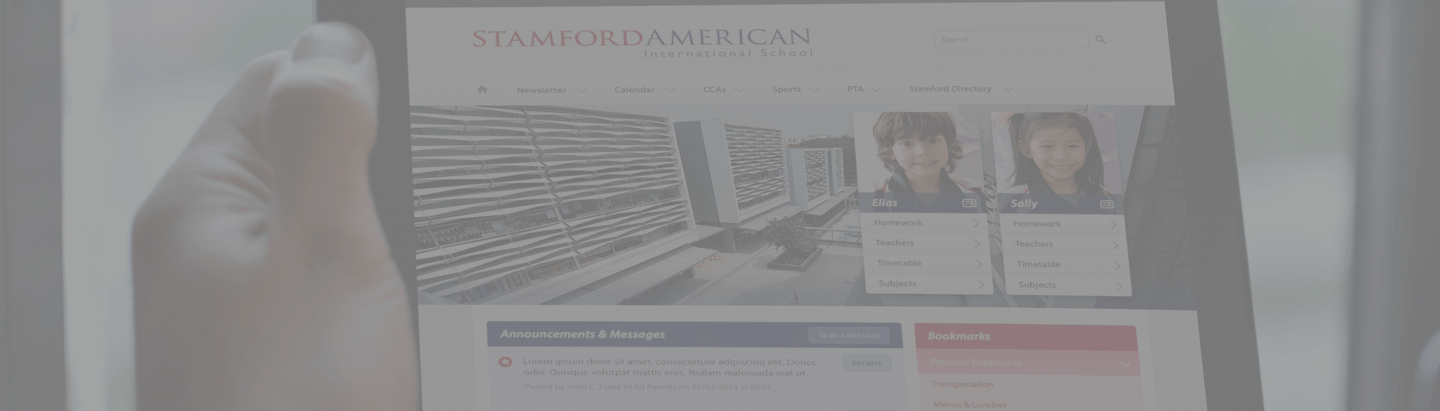 STAMFORDAMERICAN
International School
Search
Newsletter
Calendar
CCAs
Sports
PTA
Stamford Directory
Elias
Homework
Teachers
Timetable
Subjects
Sally
Homework
Teachers
Timetable
Subjects
Announcements & Messages
SEND A MESSAGE
Lorem ipsum dolor sit amet, consectetuer adipiscing elit. Donec
odio. Quisque volutpat mattis eros. Nullam malesuada erat ut
Posted by John C. Franz to All Parents on 04/02/2014 at 09:15
ARCHIVE
Bookmarks
Personal bookmarks
Transportation
Menus & Lunches